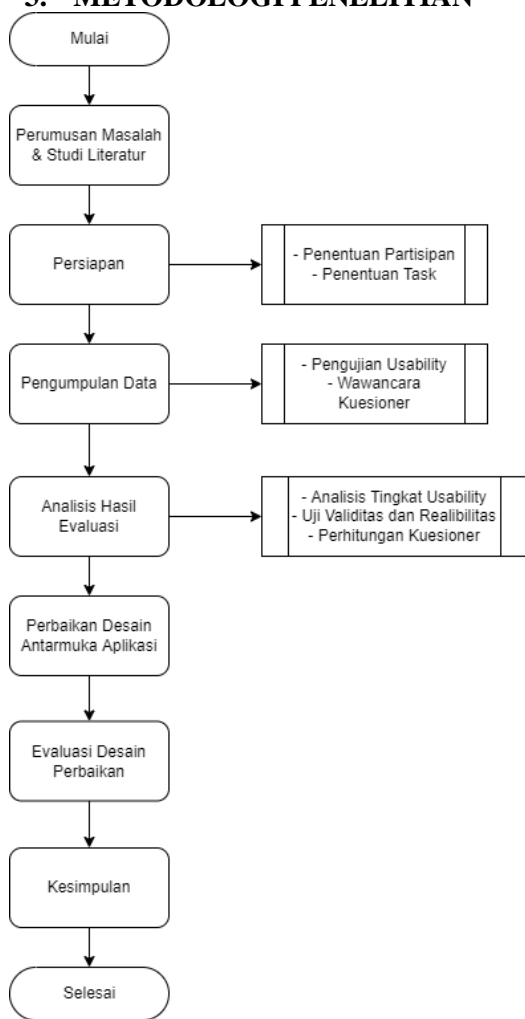 3. METODOLOGI PENELITIAN
Mulai
Perumusan Masalah
& Studi Literatur
Persiapan
- Penentuan Partisipan
- Penentuan Task
Pengumpulan Data
- Pengujian Usability
- Wawancara
Kuesioner
Analisis Hasil
Evaluasi
- Analisis Tingkat Usability
- Uji Validitas dan Realibilitas
- Perhitungan Kuesioner
Perbaikan Desain
Antarmuka Aplikasi
Evaluasi Desain
Perbaikan
Kesimpulan
Selesai